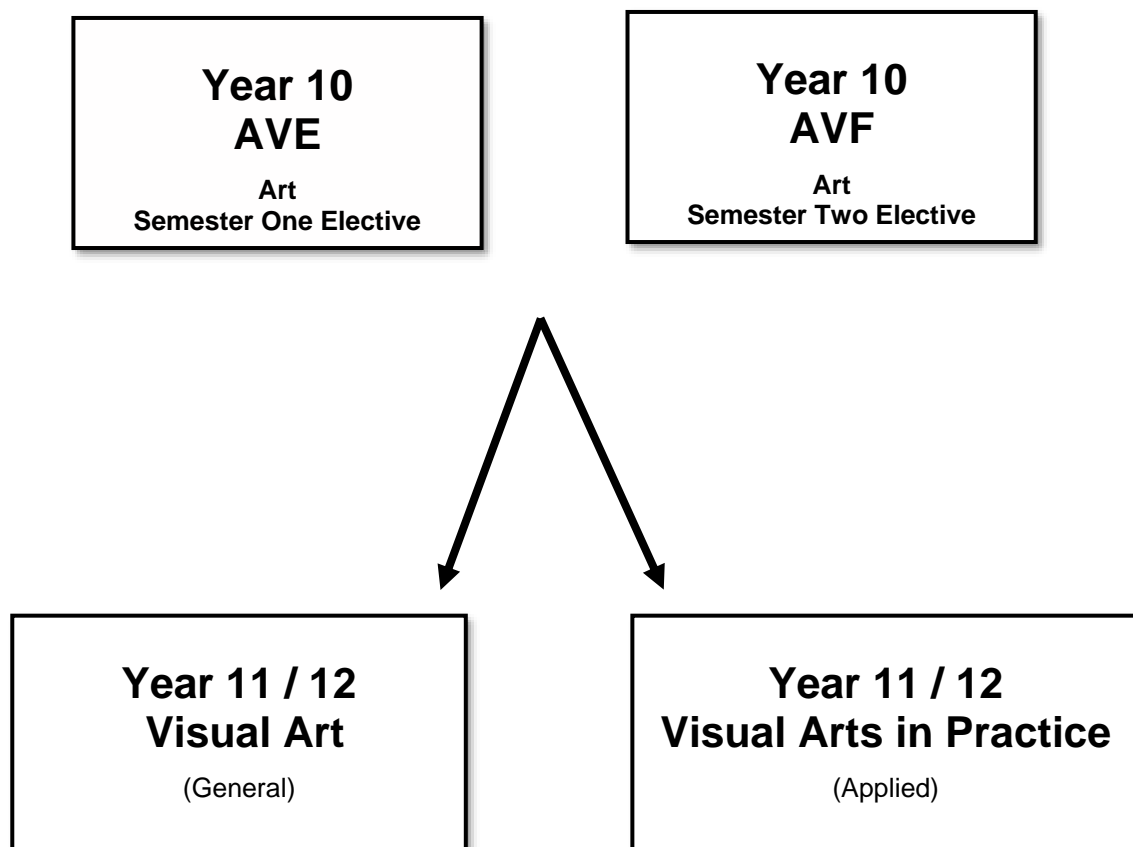 Year 10
AVE
Art
Semester One Elective
Year 10
AVF
Art
Semester Two Elective
Year 11 / 12
Visual Art
(General)
Year 11 / 12
Visual Arts in Practice
(Applied)